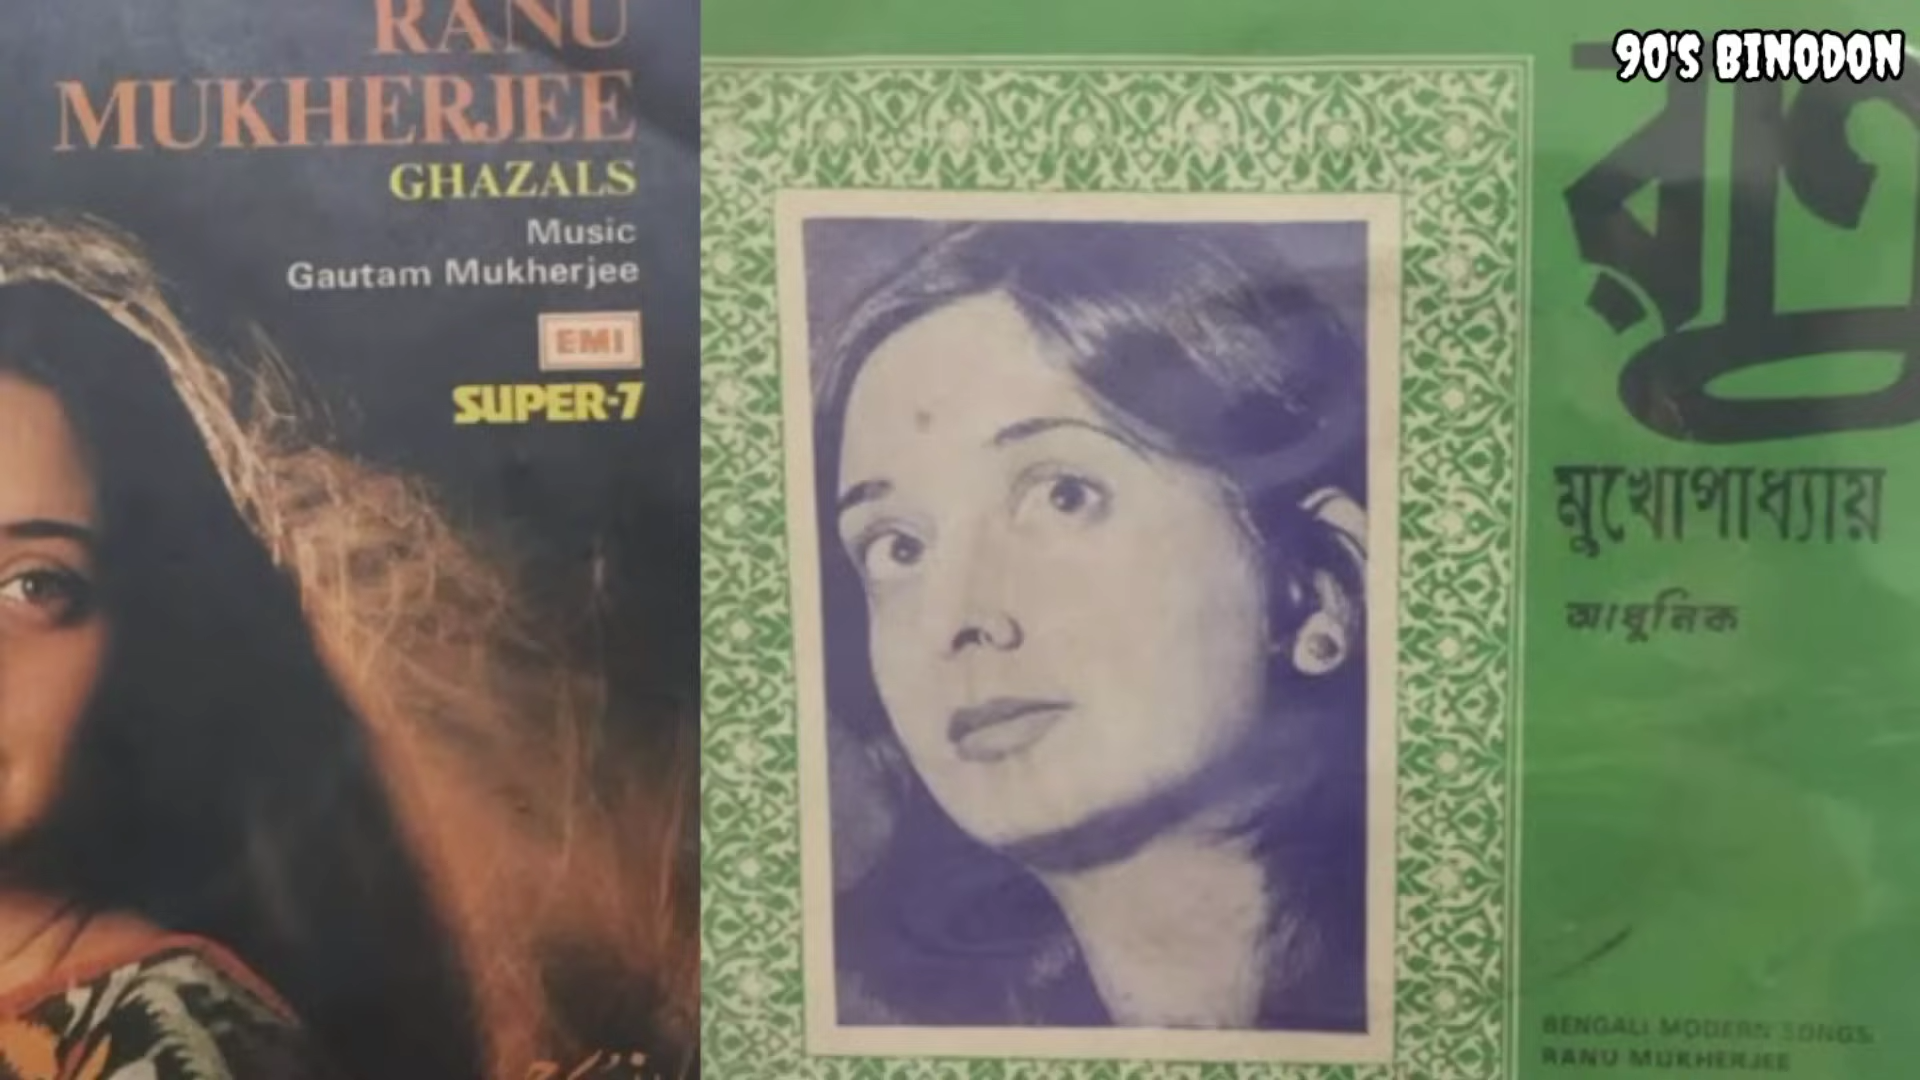 RANU
MUKHERJEE
GHAZALS
Music
Gautam Mukherjee
EMI
SUPER-7
90'S BINODON
রাণু
মুখোপাধ্যায়
আধুনিক
BENGALI MODERN SONGS
RANU MUKHERJEE